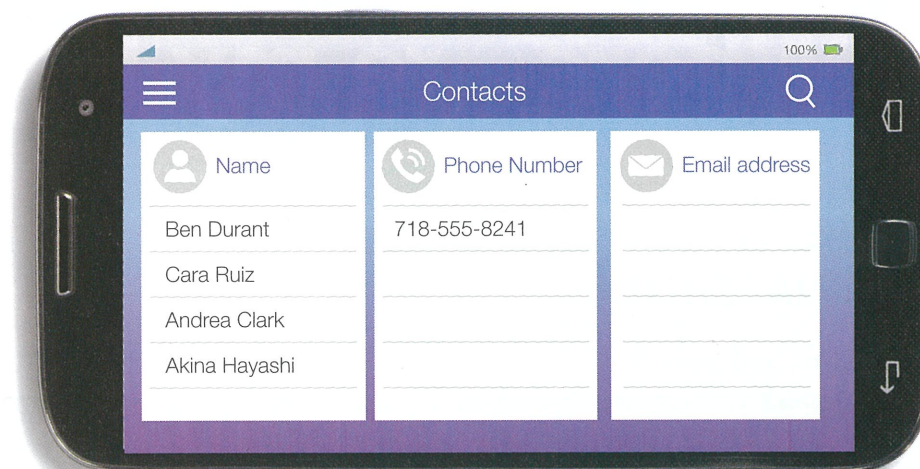 100%
Contacts
Name Phone Number Email address
Ben Durant 718-555-8241
Cara Ruiz
Andrea Clark
Akina Hayashi